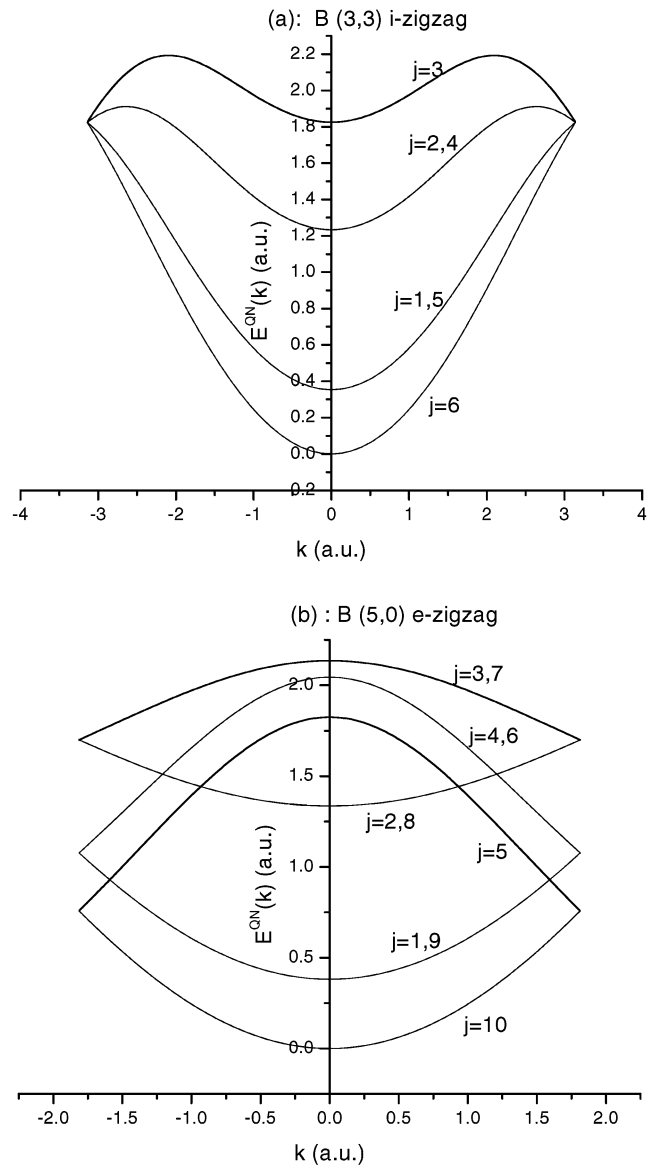 (a): B (3,3) i-zigzag
2.2
2.0
1.8
1.6
1.4
1.2
1.0
0.8
0.6
0.4
0.2
0.0
0.2
j=3
j=2,4
j=1,5
j=6
E^QN(k) (a.u.)
-4 -3 -2 -1 0 1 2 3 4
k (a.u.)
(b) : B (5,0) e-zigzag
2.0
1.5
1.0
0.5
0.0
j=3,7
j=4,6
j=2,8
j=5
j=1,9
j=10
E^QN(k) (a.u.)
-2.0 -1.5 -1.0 -0.5 0.0 0.5 1.0 1.5 2.0
k (a.u.)